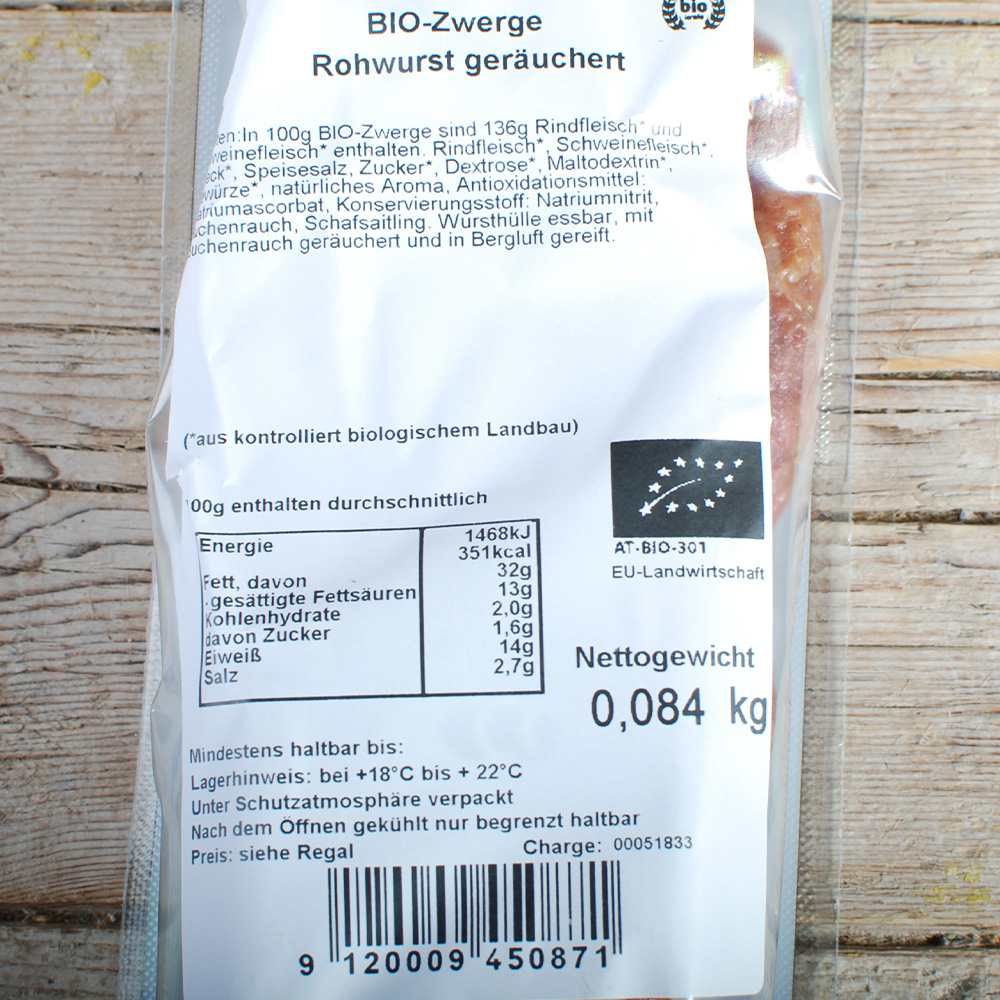 bio
BIO-Zwerge
Rohwurst geräuchert
en:In 100g BIO-Zwerge sind 136g Rindfleisch* und
weinefleisch* enthalten. Rindfleisch*, Schweinefleisch*,
eck*, Speisesalz, Zucker*, Dextrose*, Maltodextrin*,
würze*, natürliches Aroma, Antioxidationsmittel:
atriumascorbat, Konservierungsstoff: Natriumnitrit,
uchenrauch, Schafsaitling. Wursthülle essbar, mit
uchenrauch geräuchert und in Bergluft gereift.
(*aus kontrolliert biologischem Landbau)
00g enthalten durchschnittlich
Energie 1468kJ
351kcal
Fett, davon 32g
-gesättigte Fettsäuren 13g
Kohlenhydrate 2,0g
davon Zucker 1,6g
Eiweiß 14g
Salz 2,7g
AT-BIO-301
EU-Landwirtschaft
Nettogewicht
0,084 kg
Mindestens haltbar bis:
Lagerhinweis: bei +18°C bis + 22°C
Unter Schutzatmosphäre verpackt
Nach dem Öffnen gekühlt nur begrenzt haltbar
Preis: siehe Regal Charge: 00051833
9 120009 450871